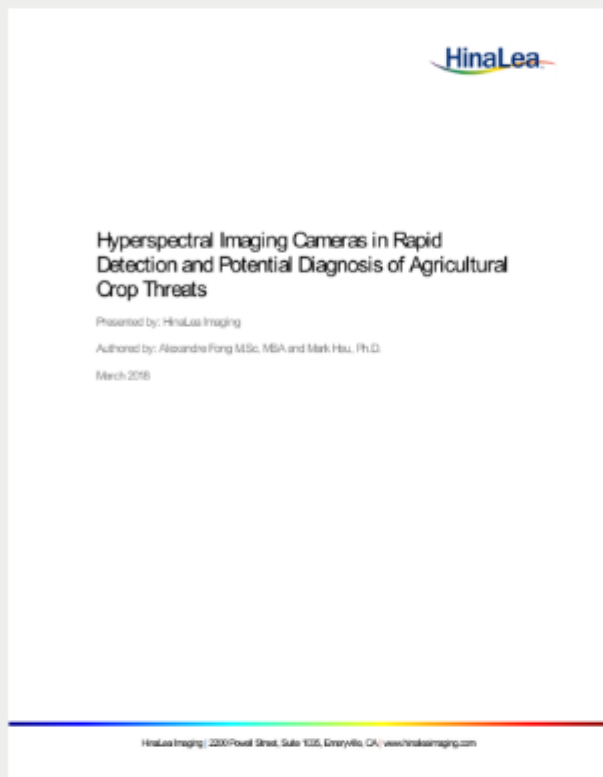 HinaLea
Hyperspectral Imaging Cameras in Rapid
Detection and Potential Diagnosis of Agricultural
Crop Threats
Presented by: HinaLea Imaging
Authored by: Alexandre Fong M.Sc, MBA and Mark Hsu, Ph.D.
March 2018
HinaLea Imaging | 2200 Powell Street, Suite 1035, Emeryville, CA | www.hinaleaimaging.com